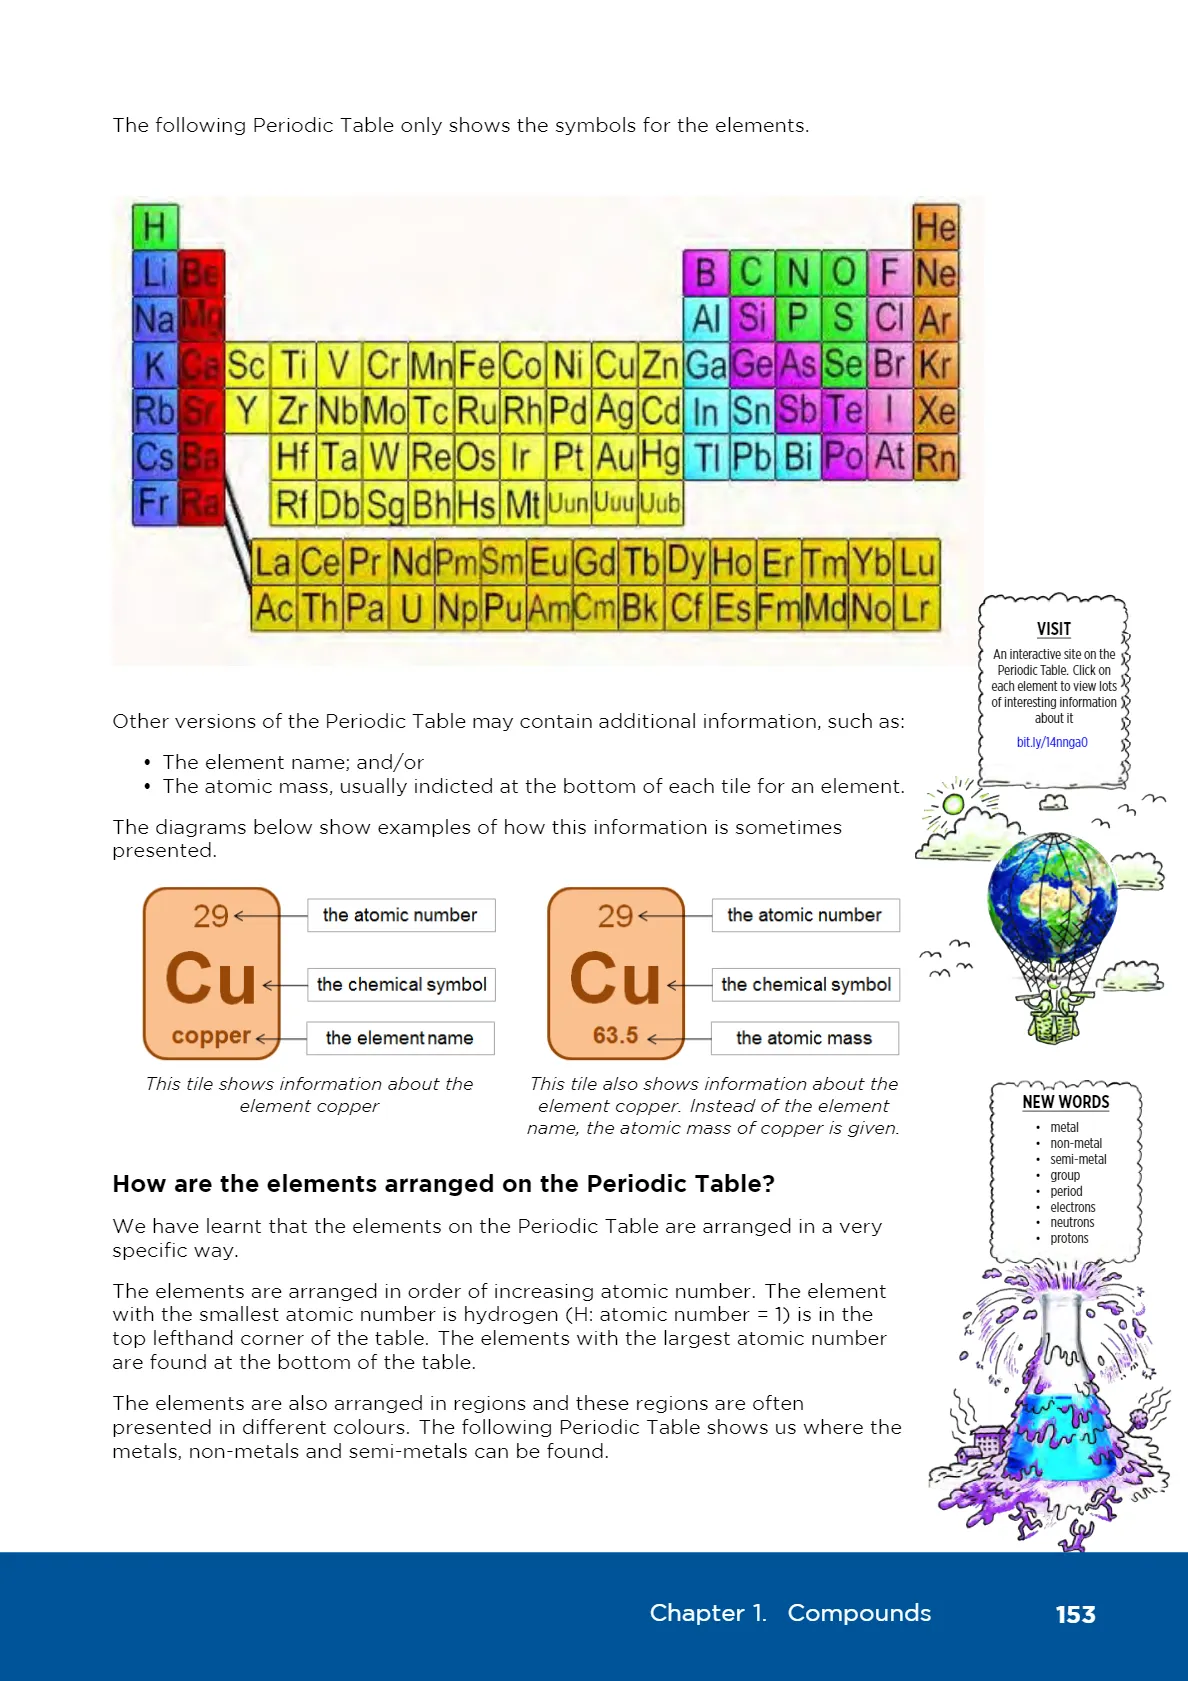 The following Periodic Table only shows the symbols for the elements.
H He
Li Be B C N O F Ne
Na Mg Al Si P S Cl Ar
K Ca Sc Ti V Cr Mn Fe Co Ni Cu Zn Ga Ge As Se Br Kr
Rb Sr Y Zr Nb Mo Tc Ru Rh Pd Ag Cd In Sn Sb Te I Xe
Cs Ba Hf Ta W Re Os Ir Pt Au Hg Tl Pb Bi Po At Rn
Fr Ra Rf Db Sg Bh Hs Mt Uun Uuu Uub
La Ce Pr Nd Pm Sm Eu Gd Tb Dy Ho Er Tm Yb Lu
Ac Th Pa U Np Pu Am Cm Bk Cf Es Fm Md No Lr
VISIT
An interactive site on the
Periodic Table. Click on
each element to view lots
of interesting information
about it
bit.ly/14nnga0
Other versions of the Periodic Table may contain additional information, such as:
• The element name; and/or
• The atomic mass, usually indicted at the bottom of each tile for an element.
The diagrams below show examples of how this information is sometimes
presented.
29 the atomic number
Cu the chemical symbol
copper the element name
This tile shows information about the
element copper
29 the atomic number
Cu the chemical symbol
63.5 the atomic mass
This tile also shows information about the
element copper. Instead of the element
name, the atomic mass of copper is given.
NEW WORDS
• metal
• non-metal
• semi-metal
• group
• period
• electrons
• neutrons
• protons
How are the elements arranged on the Periodic Table?
We have learnt that the elements on the Periodic Table are arranged in a very
specific way.
The elements are arranged in order of increasing atomic number. The element
with the smallest atomic number is hydrogen (H: atomic number = 1) is in the
top lefthand corner of the table. The elements with the largest atomic number
are found at the bottom of the table.
The elements are also arranged in regions and these regions are often
presented in different colours. The following Periodic Table shows us where the
metals, non-metals and semi-metals can be found.
Chapter 1. Compounds 153